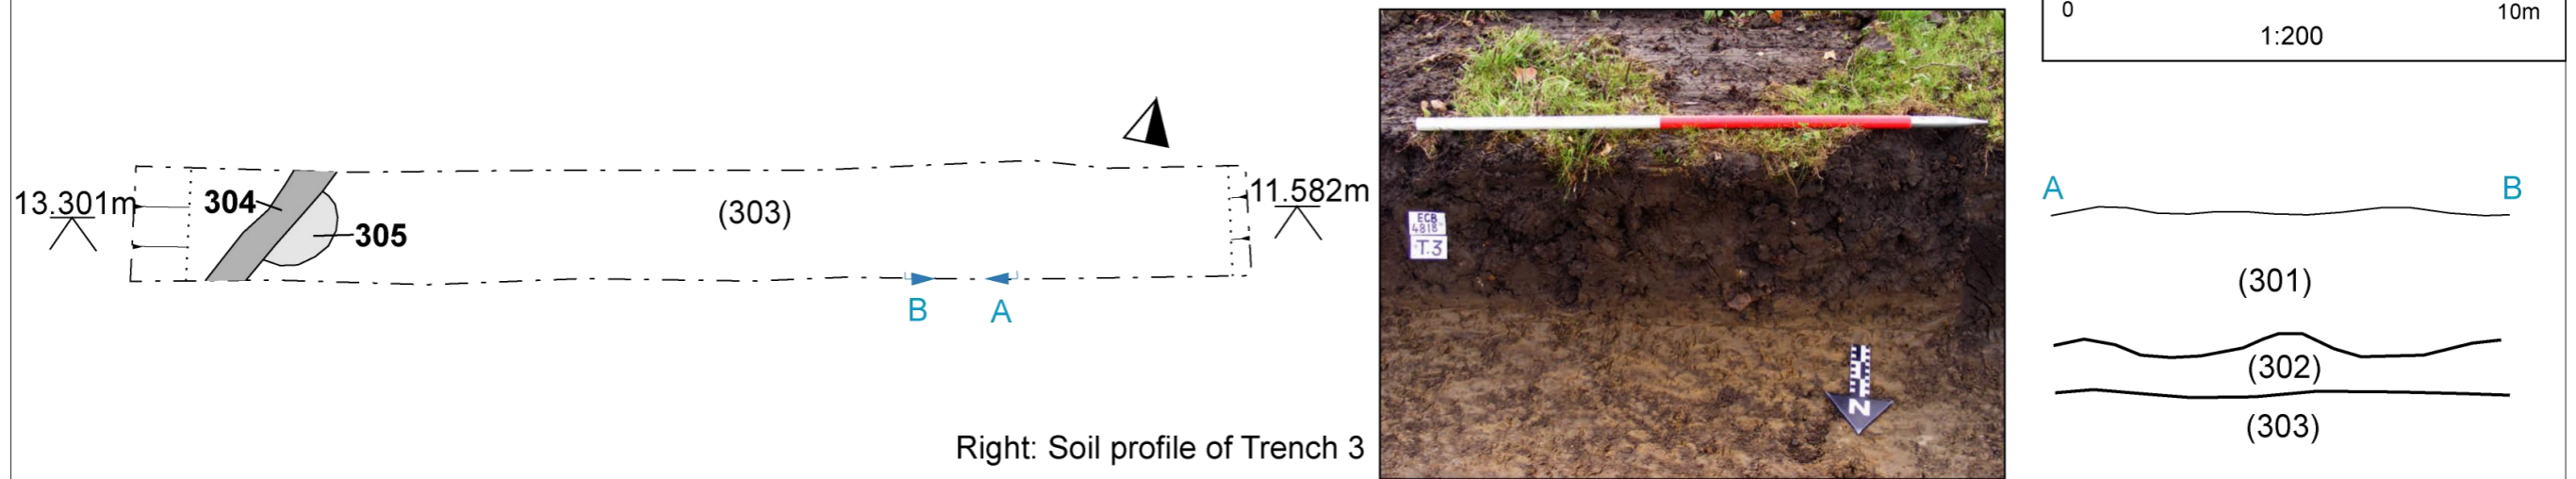 13.301m
304
305
(303)
11.582m
B
A
Right: Soil profile of Trench 3
ECB
4818
T.3
N
0
10m
1:200
A
B
(301)
(302)
(303)